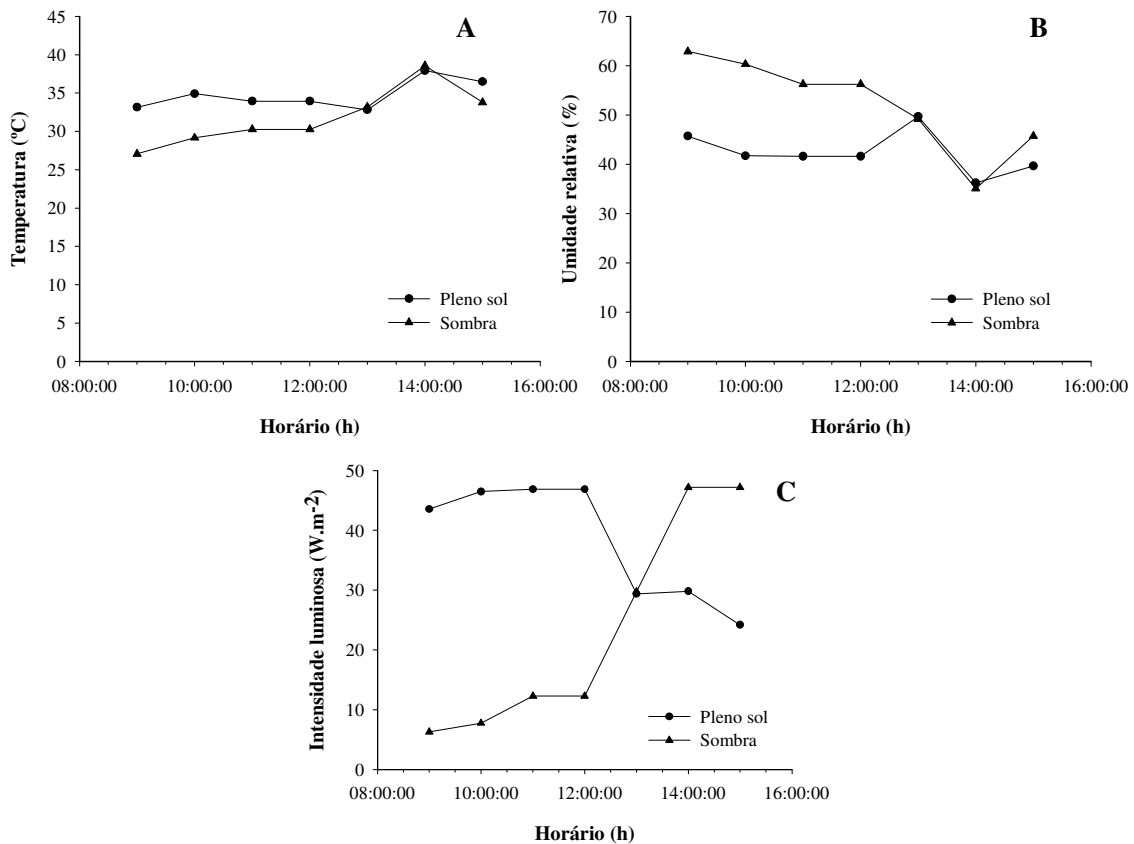 A
Temperatura (ºC)
45
40
35
30
25
20
15
10
5
0
Pleno sol
Sombra
08:00:00 10:00:00 12:00:00 14:00:00 16:00:00
Horário (h)
B
Umidade relativa (%)
70
60
50
40
30
20
10
0
Pleno sol
Sombra
08:00:00 10:00:00 12:00:00 14:00:00 16:00:00
Horário (h)
C
Intensidade luminosa (W.m-2)
50
40
30
20
10
0
Pleno sol
Sombra
08:00:00 10:00:00 12:00:00 14:00:00 16:00:00
Horário (h)